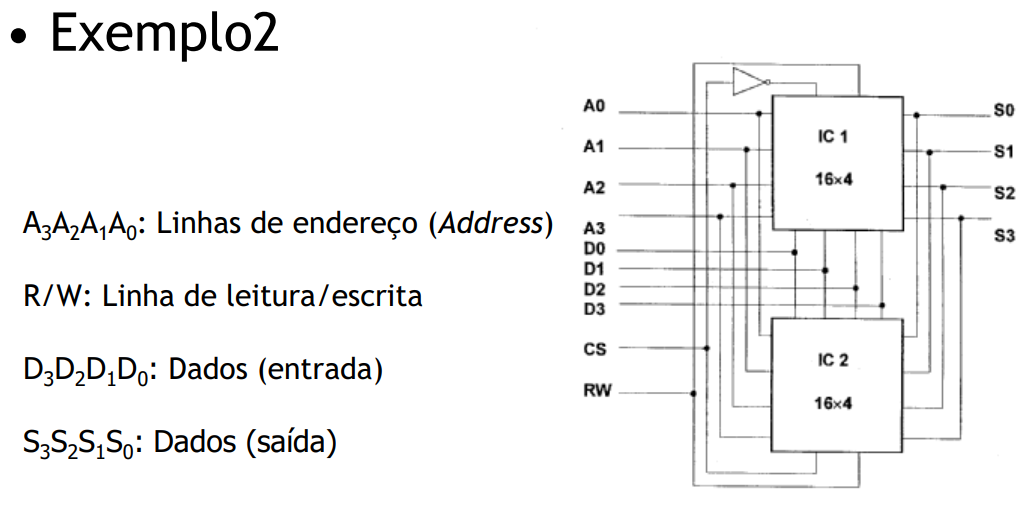 • Exemplo2
A₃A₂A₁A₀: Linhas de endereço (Address)
R/W: Linha de leitura/escrita
D₃D₂D₁D₀: Dados (entrada)
S₃S₂S₁S₀: Dados (saída)
A0
A1
A2
A3
D0
D1
D2
D3
CS
RW
IC 1
16×4
IC 2
16×4
S0
S1
S2
S3